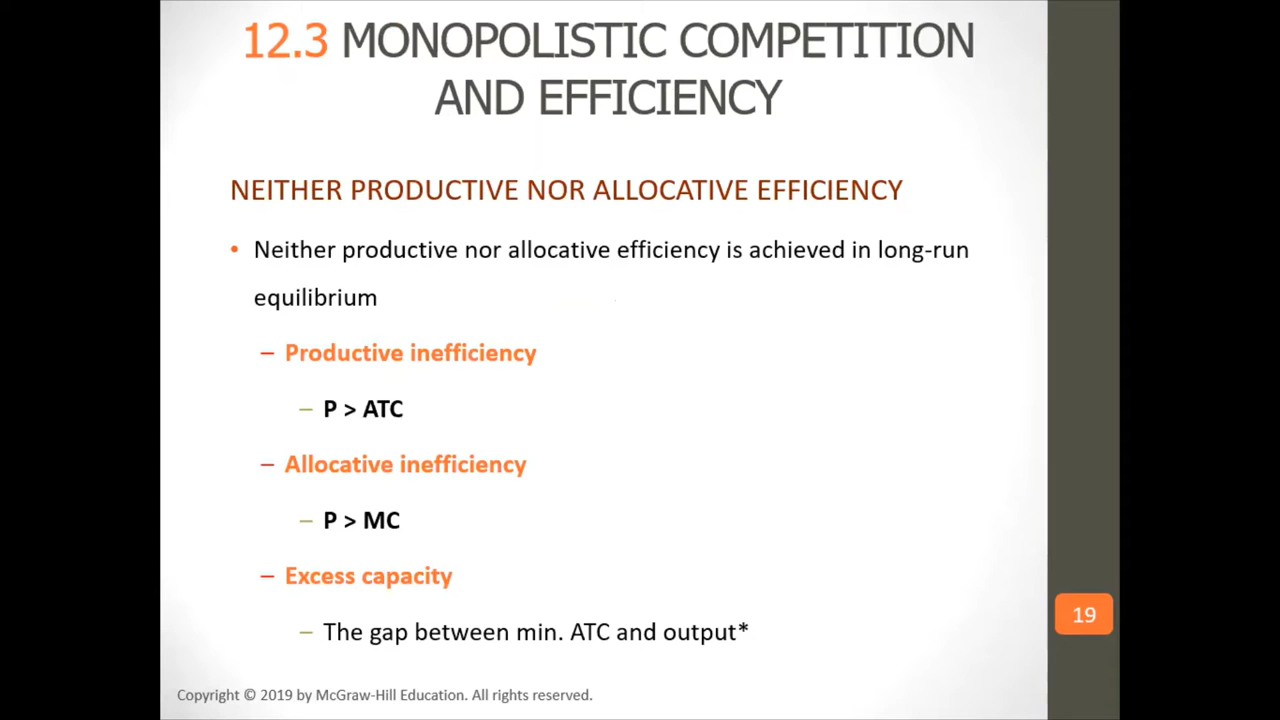 12.3 MONOPOLISTIC COMPETITION
AND EFFICIENCY
NEITHER PRODUCTIVE NOR ALLOCATIVE EFFICIENCY
• Neither productive nor allocative efficiency is achieved in long-run
equilibrium
– Productive inefficiency
– P > ATC
– Allocative inefficiency
– P > MC
– Excess capacity
– The gap between min. ATC and output*
19
Copyright © 2019 by McGraw-Hill Education. All rights reserved.